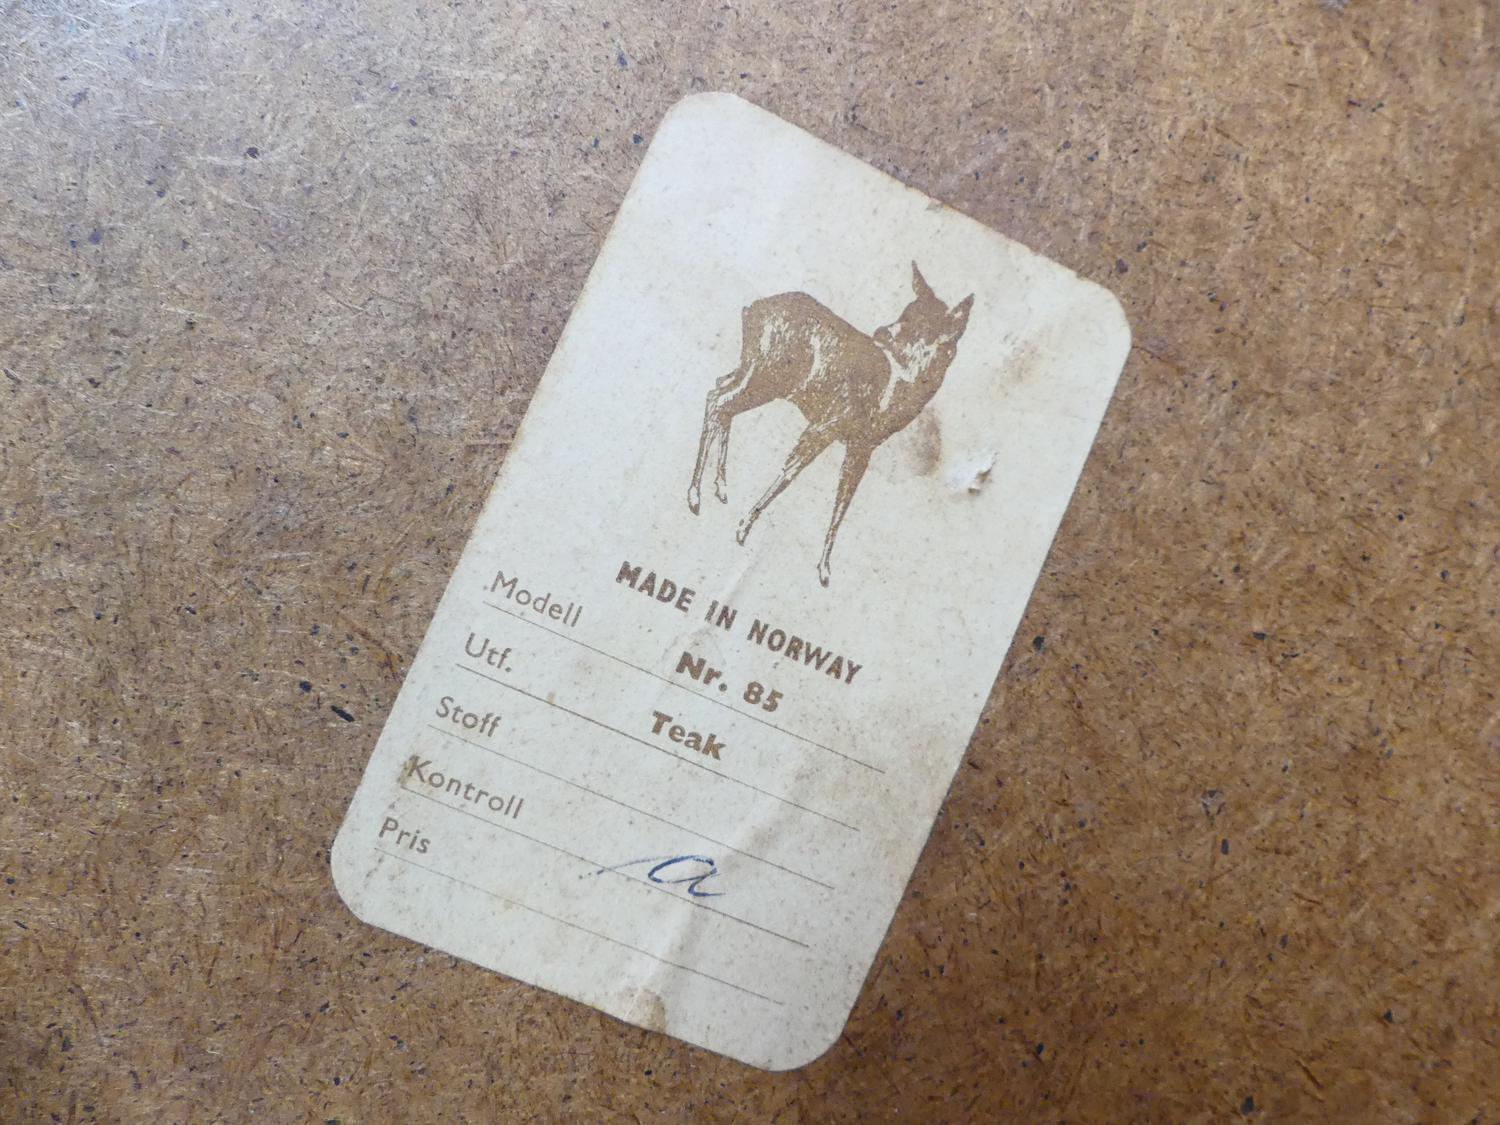 MADE IN NORWAY
Modell Nr. 85
Utf. Teak
Stoff
Kontroll a
Pris